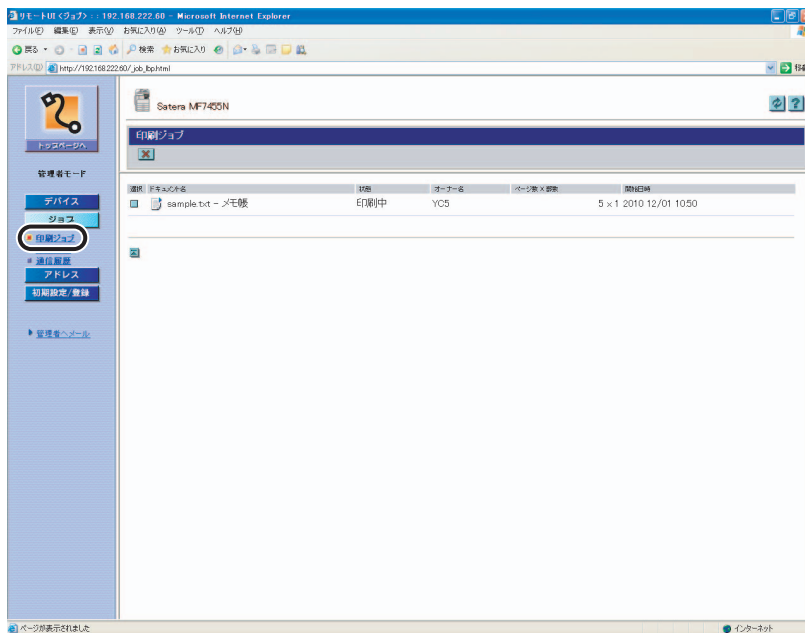 リモートUI <ジョブ> : : 192.168.222.60 - Microsoft Internet Explorer
ファイル(F) 編集(E) 表示(V) お気に入り(A) ツール(T) ヘルプ(H)
戻る 検索 お気に入り
アドレス(D) http://192.168.222.60/_job_lbp.html 移動
Satera MF7455N
トップページへ
印刷ジョブ
管理者モード
選択 ドキュメント名 状態 オーナー名 ページ数 X 部数 開始日時
デバイス
sample.txt - メモ帳 印刷中 YC5 5 x 1 2010 12/01 10:50
ジョブ
印刷ジョブ
通信履歴
アドレス
初期設定/登録
管理者へメール
ページが表示されました インターネット